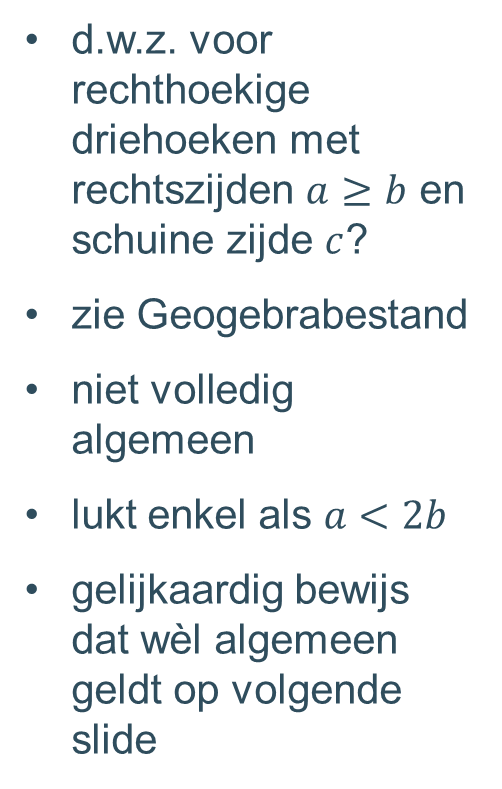 • d.w.z. voor
rechthoekige
driehoeken met
rechtszijden a ≥ b en
schuine zijde c?
• zie Geogebrabestand
• niet volledig
algemeen
• lukt enkel als a < 2b
• gelijkaardig bewijs
dat wèl algemeen
geldt op volgende
slide